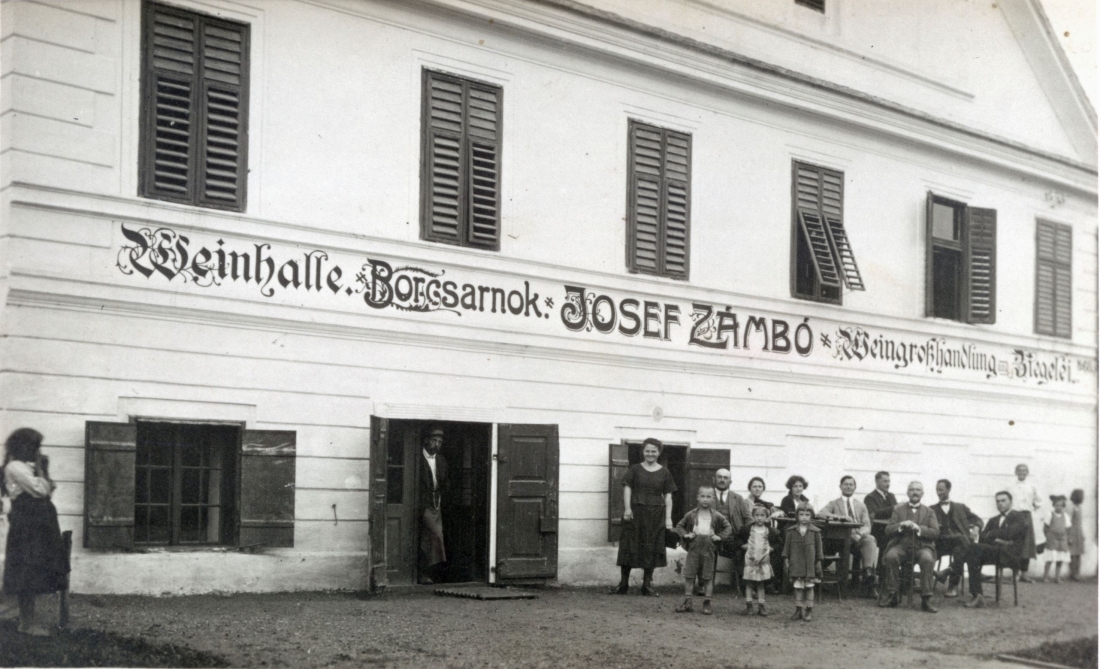 Weinhalle. * Borcsarnok. * JOSEF ZÁMBÓ * Weingroßhandlung